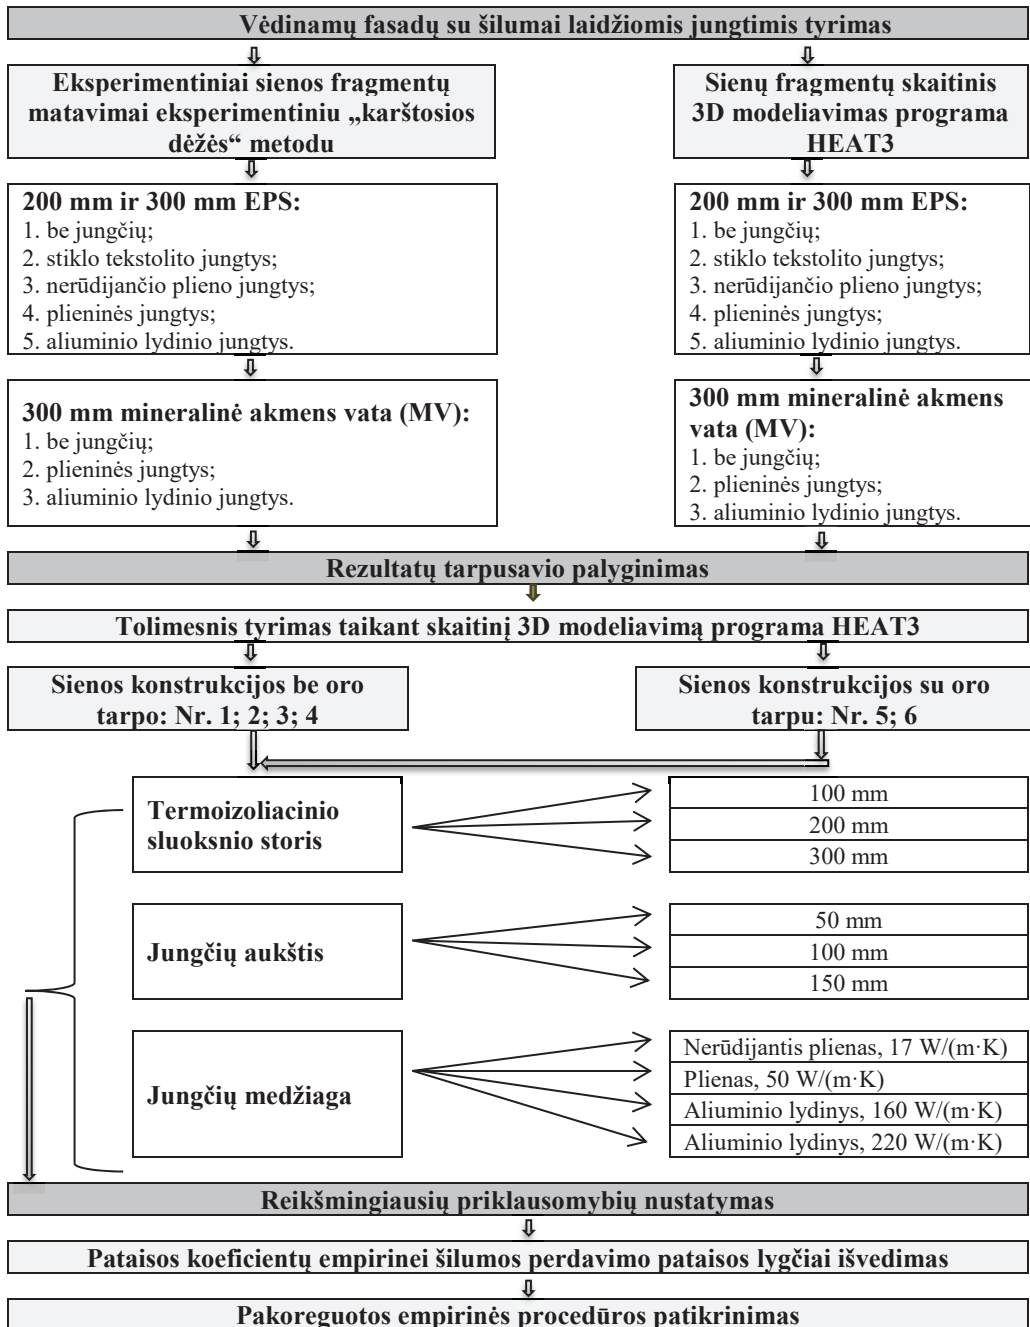 Vėdinamų fasadų su šilumai laidžiomis jungtimis tyrimas
Eksperimentiniai sienos fragmentų
matavimai eksperimentiniu „karštosios
dėžės“ metodu
Sienų fragmentų skaitinis
3D modeliavimas programa
HEAT3
200 mm ir 300 mm EPS:
1. be jungčių;
2. stiklo tekstolito jungtys;
3. nerūdijančio plieno jungtys;
4. plieninės jungtys;
5. aliuminio lydinio jungtys.
200 mm ir 300 mm EPS:
1. be jungčių;
2. stiklo tekstolito jungtys;
3. nerūdijančio plieno jungtys;
4. plieninės jungtys;
5. aliuminio lydinio jungtys.
300 mm mineralinė akmens vata (MV):
1. be jungčių;
2. plieninės jungtys;
3. aliuminio lydinio jungtys.
300 mm mineralinė akmens
vata (MV):
1. be jungčių;
2. plieninės jungtys;
3. aliuminio lydinio jungtys.
Rezultatų tarpusavio palyginimas
Tolimesnis tyrimas taikant skaitinį 3D modeliavimą programa HEAT3
Sienos konstrukcijos be oro
tarpo: Nr. 1; 2; 3; 4
Sienos konstrukcijos su oro
tarpu: Nr. 5; 6
Termoizoliacinio
sluoksnio storis
100 mm
200 mm
300 mm
Jungčių aukštis
50 mm
100 mm
150 mm
Jungčių medžiaga
Nerūdijantis plienas, 17 W/(m·K)
Plienas, 50 W/(m·K)
Aliuminio lydinys, 160 W/(m·K)
Aliuminio lydinys, 220 W/(m·K)
Reikšmingiausių priklausomybių nustatymas
Pataisos koeficientų empirinei šilumos perdavimo pataisos lygčiai išvedimas
Pakoreguotos empirinės procedūros patikrinimas